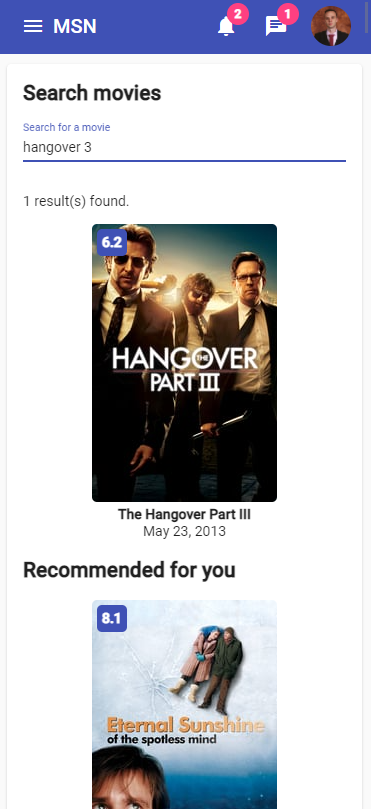 MSN
2
1
Search movies
Search for a movie
hangover 3
1 result(s) found.
6.2
THE
HANGOVER
PART III
The Hangover Part III
May 23, 2013
Recommended for you
8.1
Eternal Sunshine
of the spotless mind